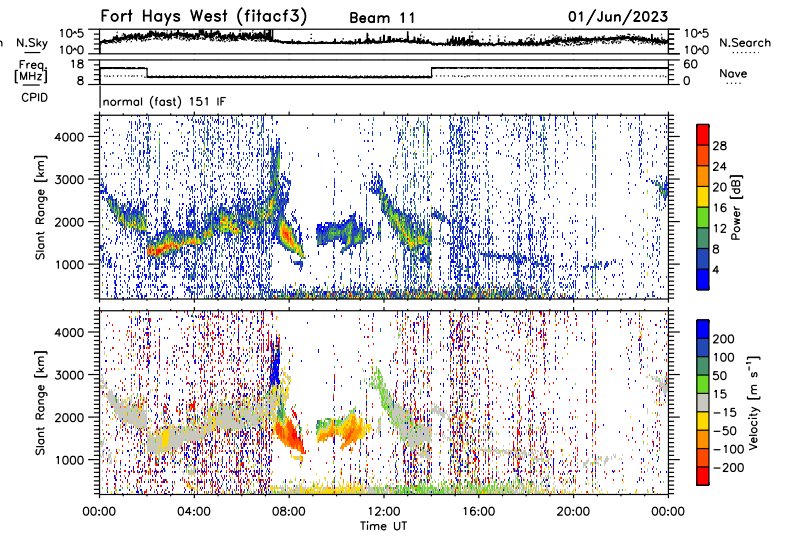 Fort Hays West (fitacf3) Beam 11 01/Jun/2023
n N.Sky 10^5 10^0 10^5 10^0 N.Search
Freq. [MHz] 18 8 60 0 Nave
CPID normal (fast) 151 IF
Slant Range [km] 4000 3000 2000 1000
28 24 20 16 12 8 4 Power [dB]
Slant Range [km] 4000 3000 2000 1000
200 100 50 15 -15 -50 -100 -200 Velocity [m s⁻¹]
00:00 04:00 08:00 12:00 16:00 20:00 00:00
Time UT